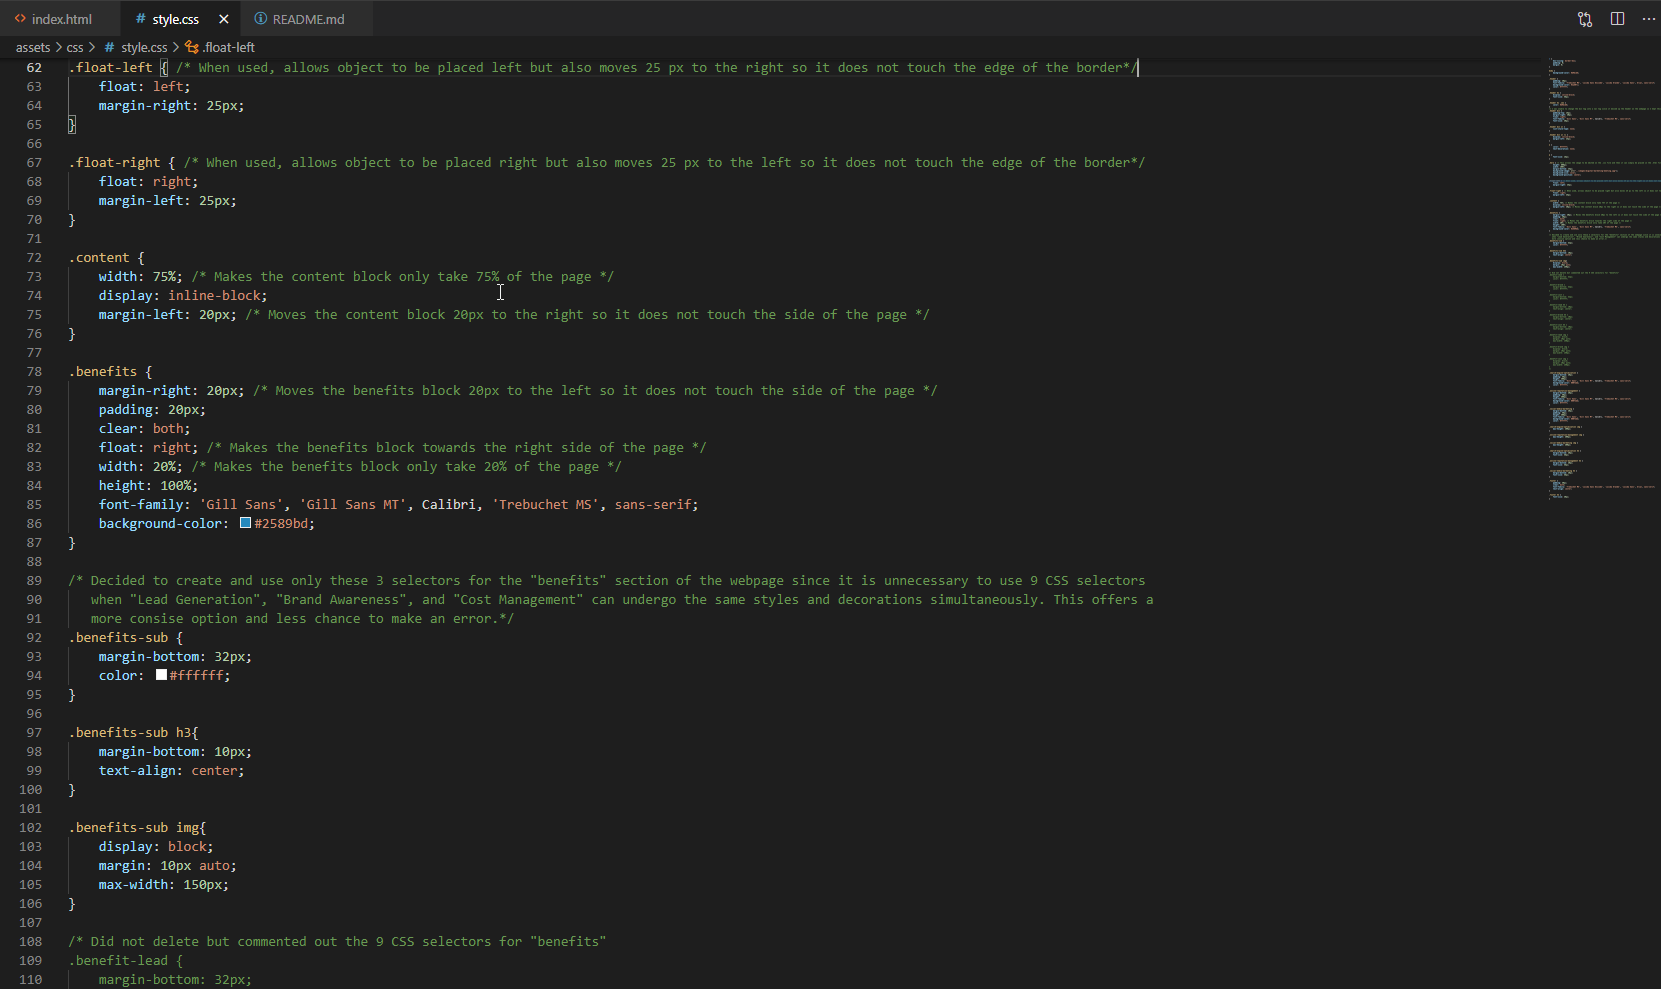 index.html style.css README.md
assets > css > # style.css > .float-left
62 .float-left { /* When used, allows object to be placed left but also moves 25 px to the right so it does not touch the edge of the border*/
63 float: left;
64 margin-right: 25px;
65 }
66
67 .float-right { /* When used, allows object to be placed right but also moves 25 px to the left so it does not touch the edge of the border*/
68 float: right;
69 margin-left: 25px;
70 }
71
72 .content {
73 width: 75%; /* Makes the content block only take 75% of the page */
74 display: inline-block;
75 margin-left: 20px; /* Moves the content block 20px to the right so it does not touch the side of the page */
76 }
77
78 .benefits {
79 margin-right: 20px; /* Moves the benefits block 20px to the left so it does not touch the side of the page */
80 padding: 20px;
81 clear: both;
82 float: right; /* Makes the benefits block towards the right side of the page */
83 width: 20%; /* Makes the benefits block only take 20% of the page */
84 height: 100%;
85 font-family: 'Gill Sans', 'Gill Sans MT', Calibri, 'Trebuchet MS', sans-serif;
86 background-color: #2589bd;
87 }
88
89 /* Decided to create and use only these 3 selectors for the "benefits" section of the webpage since it is unnecessary to use 9 CSS selectors
90 when "Lead Generation", "Brand Awareness", and "Cost Management" can undergo the same styles and decorations simultaneously. This offers a
91 more consise option and less chance to make an error.*/
92 .benefits-sub {
93 margin-bottom: 32px;
94 color: #ffffff;
95 }
96
97 .benefits-sub h3{
98 margin-bottom: 10px;
99 text-align: center;
100 }
101
102 .benefits-sub img{
103 display: block;
104 margin: 10px auto;
105 max-width: 150px;
106 }
107
108 /* Did not delete but commented out the 9 CSS selectors for "benefits"
109 .benefit-lead {
110 margin-bottom: 32px;